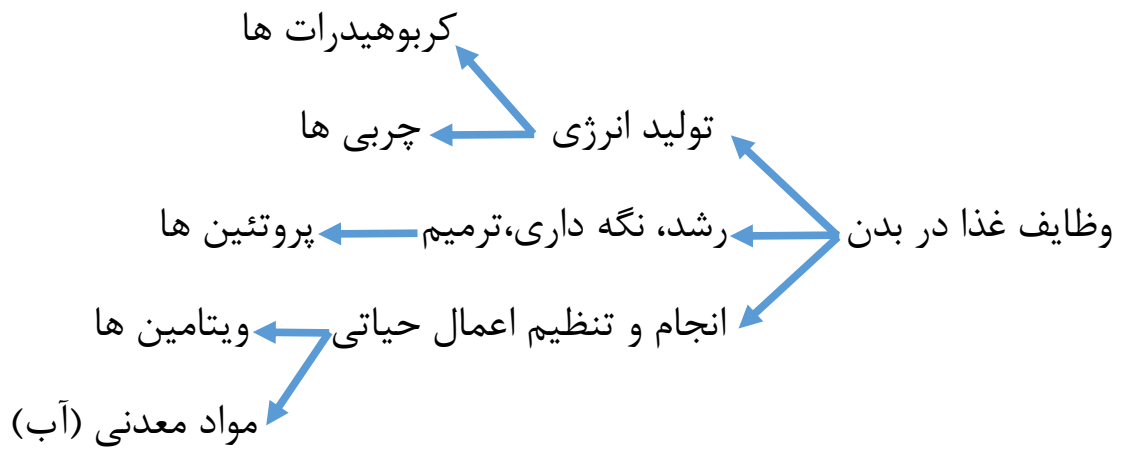 کربوهیدرات ها
تولید انرژی
چربی ها
وظایف غذا در بدن
رشد، نگه داری،ترمیم
پروتئین ها
انجام و تنظیم اعمال حیاتی
ویتامین ها
مواد معدنی (آب)